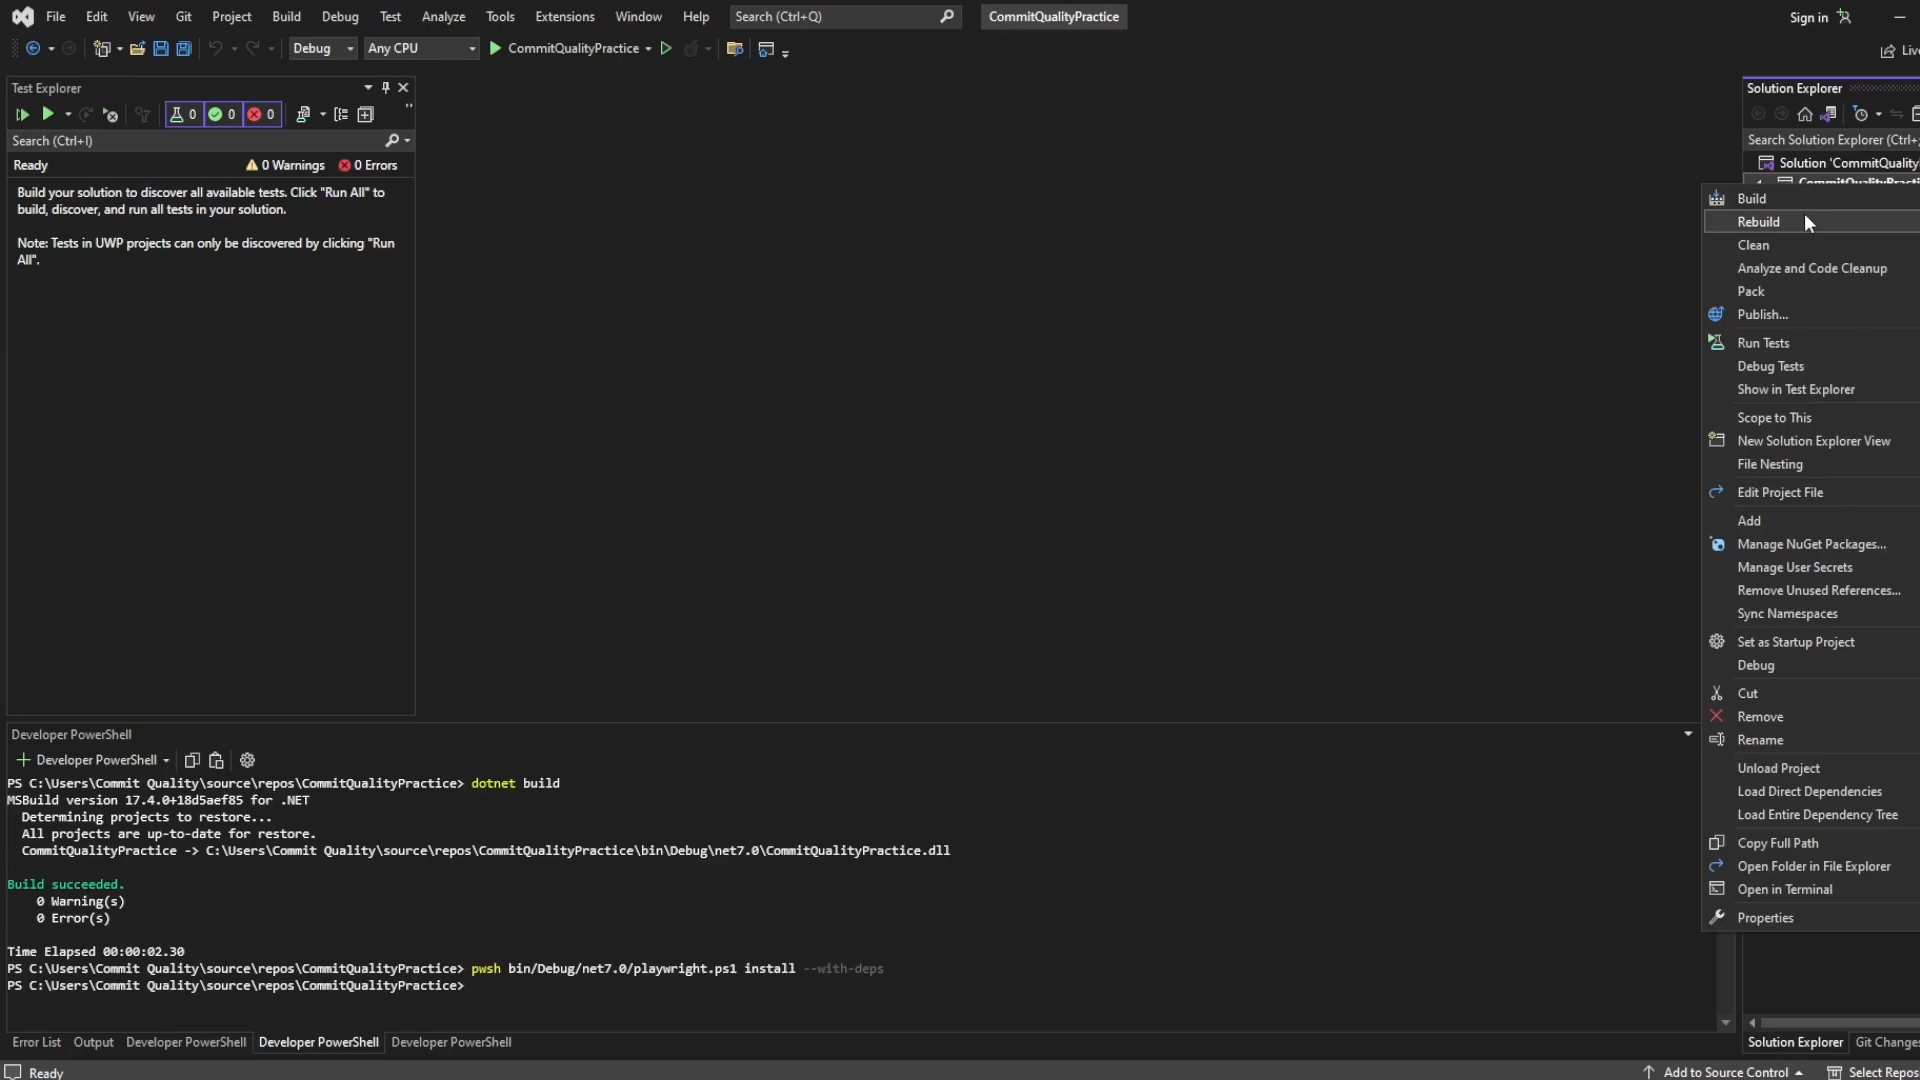 File Edit View Git Project Build Debug Test Analyze Tools Extensions Window Help Search (Ctrl+Q) CommitQualityPractice Sign in
Debug Any CPU CommitQualityPractice Live
Test Explorer
0 0 0
Search (Ctrl+I)
Ready 0 Warnings 0 Errors
Build your solution to discover all available tests. Click "Run All" to
build, discover, and run all tests in your solution.
Note: Tests in UWP projects can only be discovered by clicking "Run
All".
Solution Explorer
Search Solution Explorer (Ctrl+;
Solution 'CommitQuality
CommitQualityPracti
Build
Rebuild
Clean
Analyze and Code Cleanup
Pack
Publish...
Run Tests
Debug Tests
Show in Test Explorer
Scope to This
New Solution Explorer View
File Nesting
Edit Project File
Add
Manage NuGet Packages...
Manage User Secrets
Remove Unused References...
Sync Namespaces
Set as Startup Project
Debug
Cut
Remove
Rename
Unload Project
Load Direct Dependencies
Load Entire Dependency Tree
Copy Full Path
Open Folder in File Explorer
Open in Terminal
Properties
Developer PowerShell
Developer PowerShell
PS C:\Users\Commit Quality\source\repos\CommitQualityPractice> dotnet build
MSBuild version 17.4.0+18d5aef85 for .NET
Determining projects to restore...
All projects are up-to-date for restore.
CommitQualityPractice -> C:\Users\Commit Quality\source\repos\CommitQualityPractice\bin\Debug\net7.0\CommitQualityPractice.dll
Build succeeded.
0 Warning(s)
0 Error(s)
Time Elapsed 00:00:02.30
PS C:\Users\Commit Quality\source\repos\CommitQualityPractice> pwsh bin/Debug/net7.0/playwright.ps1 install --with-deps
PS C:\Users\Commit Quality\source\repos\CommitQualityPractice>
Error List Output Developer PowerShell Developer PowerShell Developer PowerShell
Solution Explorer Git Changes
Ready Add to Source Control Select Repos